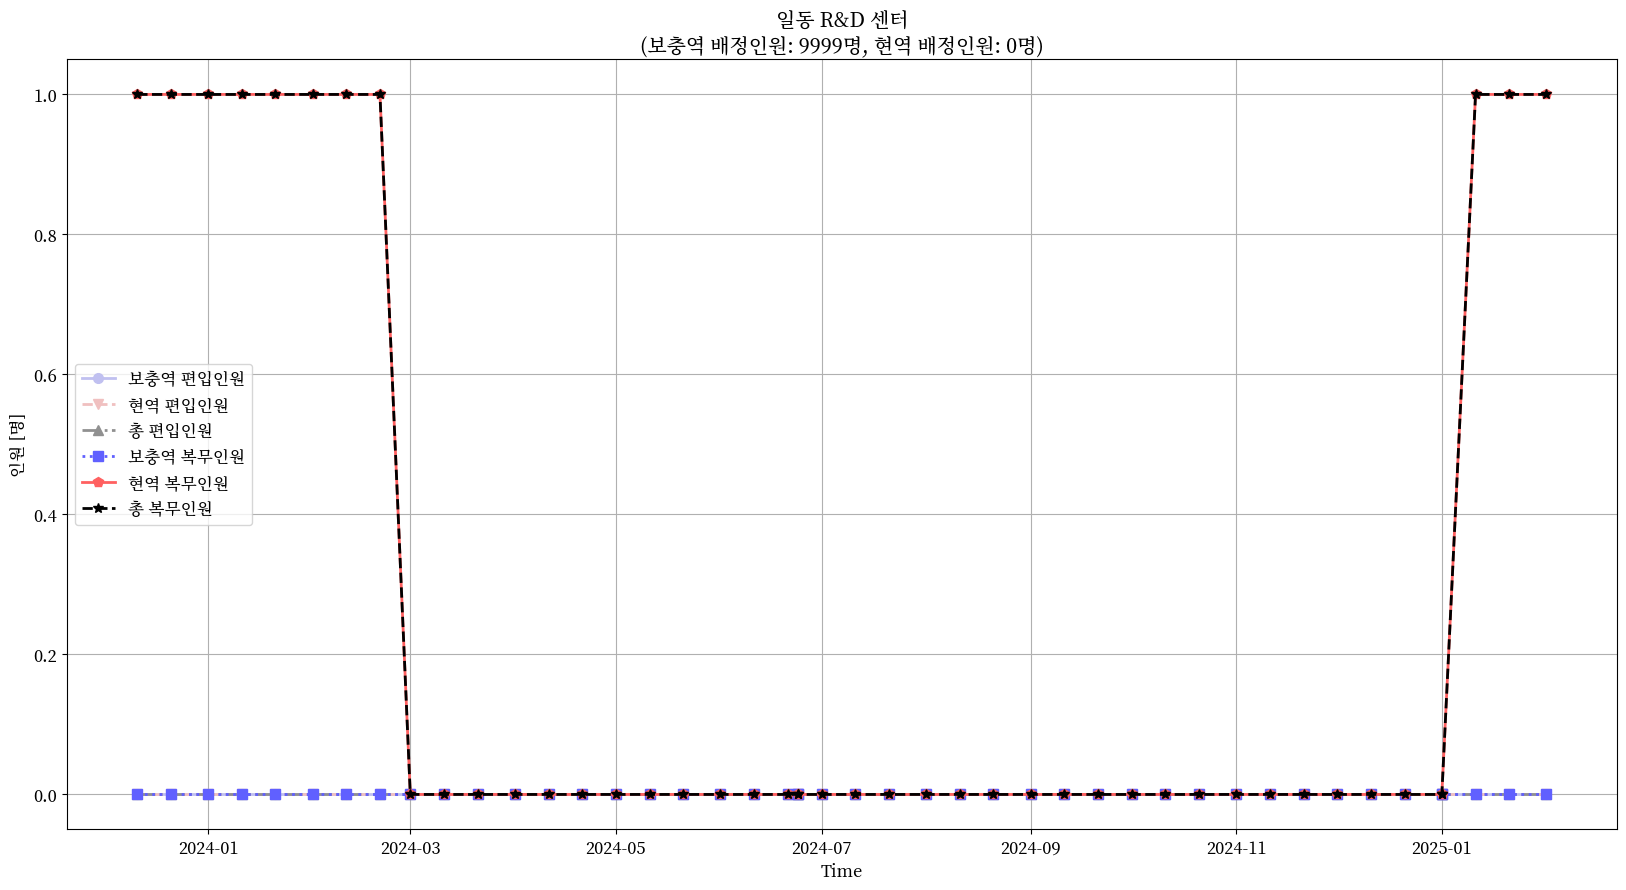 일동 R&D 센터
(보충역 배정인원: 9999명, 현역 배정인원: 0명)
1.0
0.8
0.6
0.4
0.2
0.0
인원 [명]
보충역 편입인원
현역 편입인원
총 편입인원
보충역 복무인원
현역 복무인원
총 복무인원
2024-01
2024-03
2024-05
2024-07
2024-09
2024-11
2025-01
Time